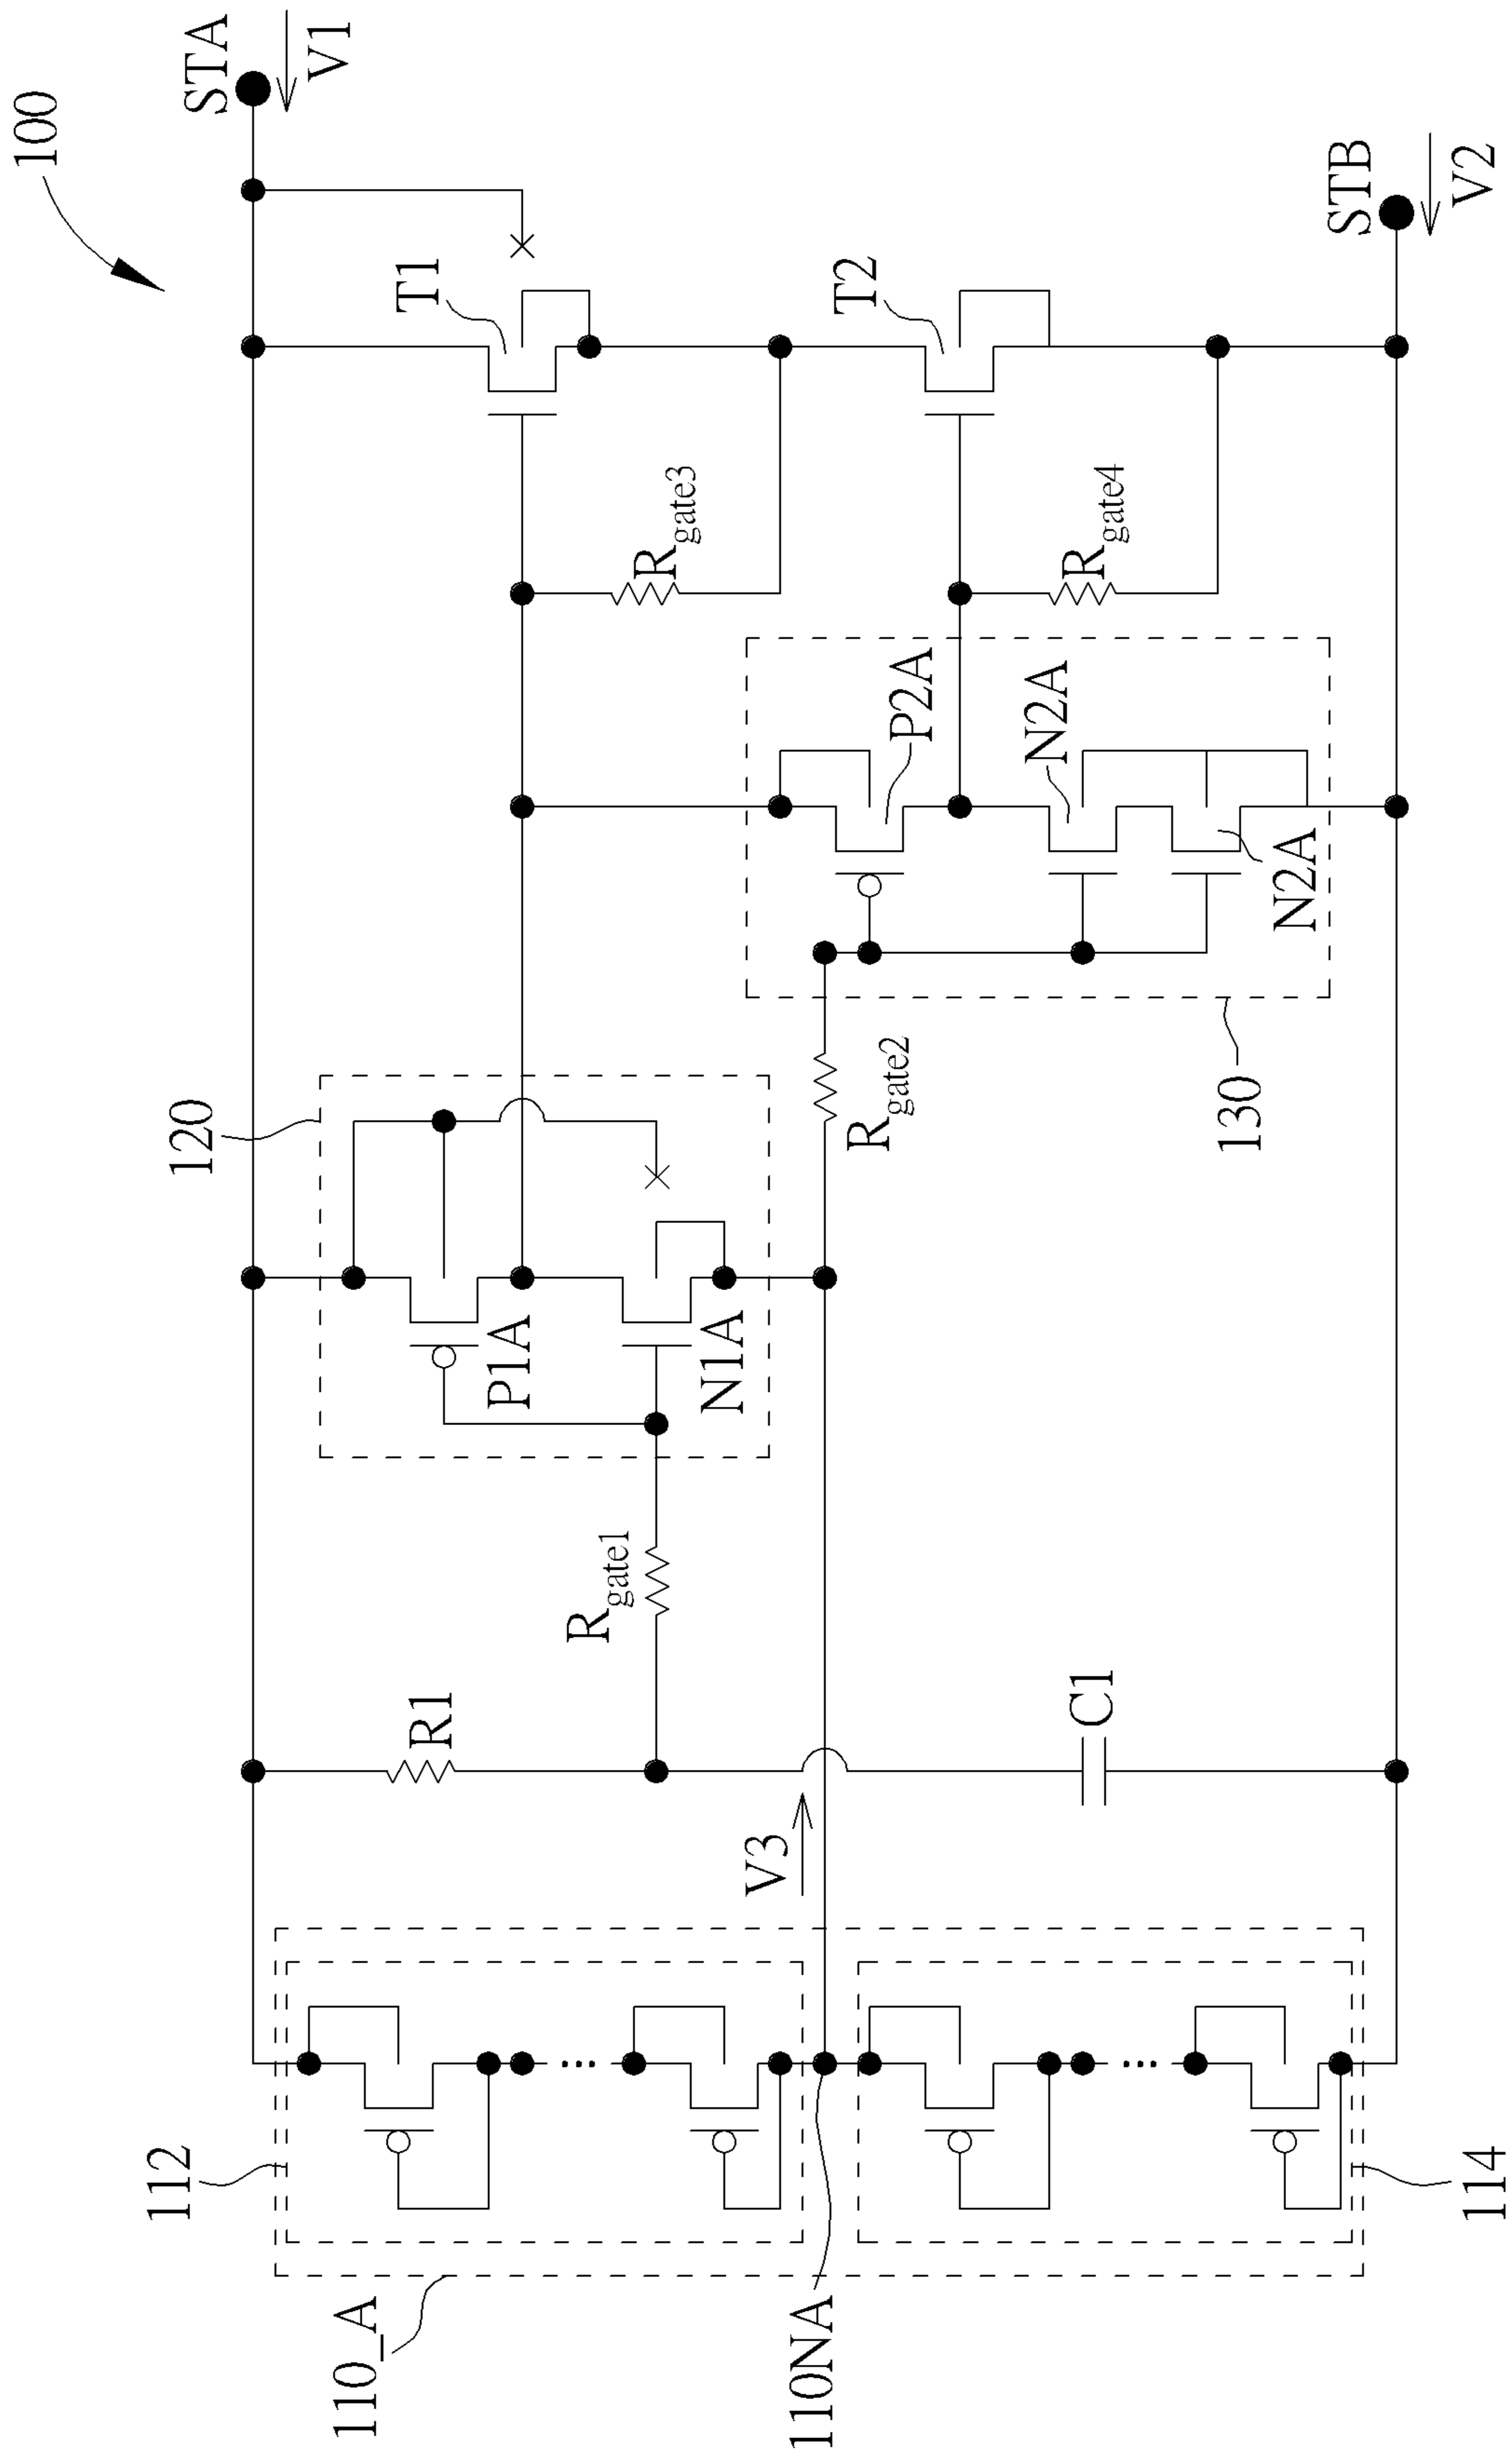 100
STA
V1
T1
T2
STB
V2
Rgate3
Rgate4
P2A
N2A
N2A
120
130
Rgate2
P1A
N1A
Rgate1
R1
C1
V3
112
114
110_A
110NA